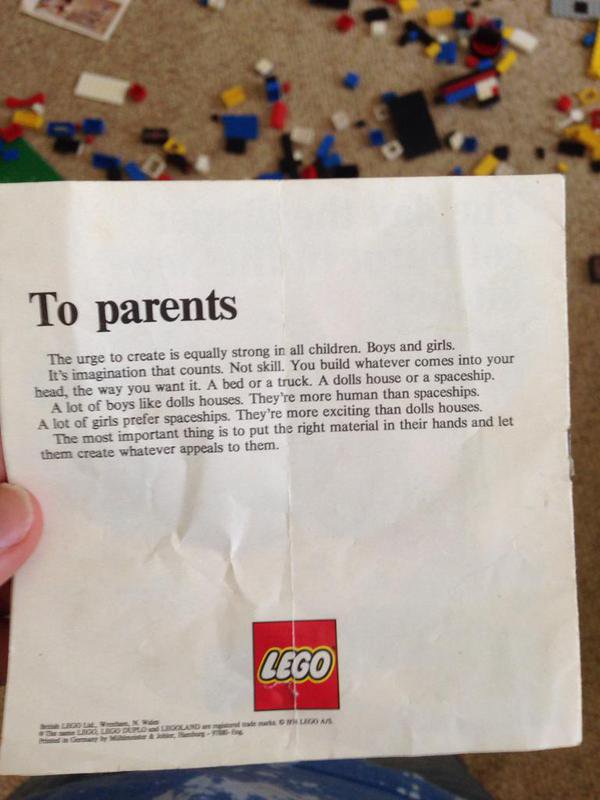 To parents
The urge to create is equally strong in all children. Boys and girls.
It's imagination that counts. Not skill. You build whatever comes into your
head, the way you want it. A bed or a truck. A dolls house or a spaceship.
A lot of boys like dolls houses. They're more human than spaceships.
A lot of girls prefer spaceships. They're more exciting than dolls houses.
The most important thing is to put the right material in their hands and let
them create whatever appeals to them.
LEGO
British LEGO Ltd., Wrexham, N. Wales
The name LEGO, LEGO DUPLO and LEGOLAND are registered trade marks. © LEGO A/S.
Printed in Germany by Mühlmeister & Johler, Hamburg